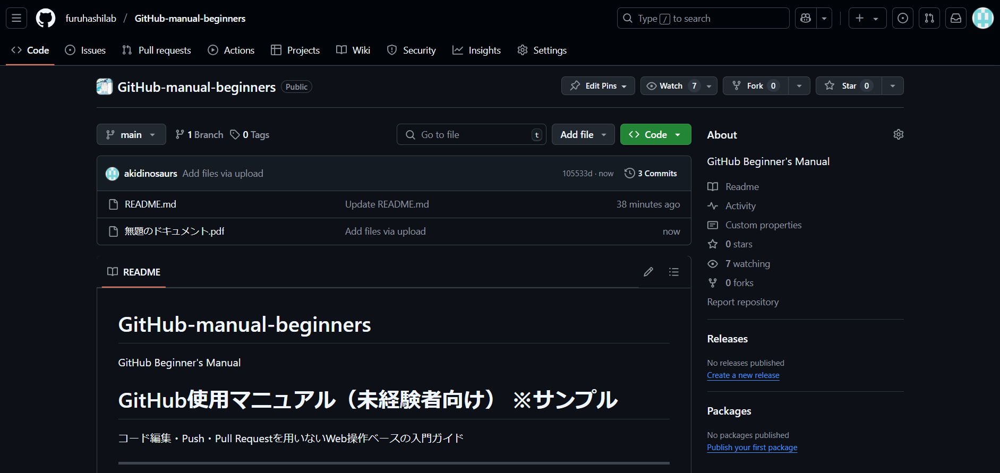 furuhashilab / GitHub-manual-beginners
Type / to search
Code Issues Pull requests Actions Projects Wiki Security Insights Settings
GitHub-manual-beginners Public
Edit Pins Watch 7 Fork 0 Star 0
main 1 Branch 0 Tags
Go to file t Add file Code
akidinosaurs Add files via upload 105533d · now 3 Commits
README.md Update README.md 38 minutes ago
無題のドキュメント.pdf Add files via upload now
README
GitHub-manual-beginners
GitHub Beginner's Manual
GitHub使用マニュアル（未経験者向け） ※サンプル
コード編集・Push・Pull Requestを用いないWeb操作ベースの入門ガイド
About
GitHub Beginner's Manual
Readme
Activity
Custom properties
0 stars
7 watching
0 forks
Report repository
Releases
No releases published
Create a new release
Packages
No packages published
Publish your first package